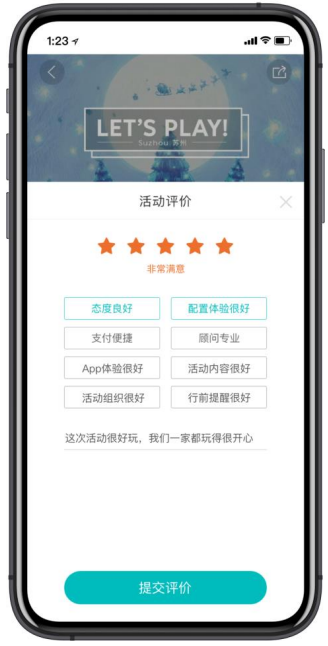 1:23
LET'S PLAY!
Suzhou 苏州
活动评价
非常满意
态度良好
配置体验很好
支付便捷
顾问专业
App体验很好
活动内容很好
活动组织很好
行前提醒很好
这次活动很好玩，我们一家都玩得很开心
提交评价